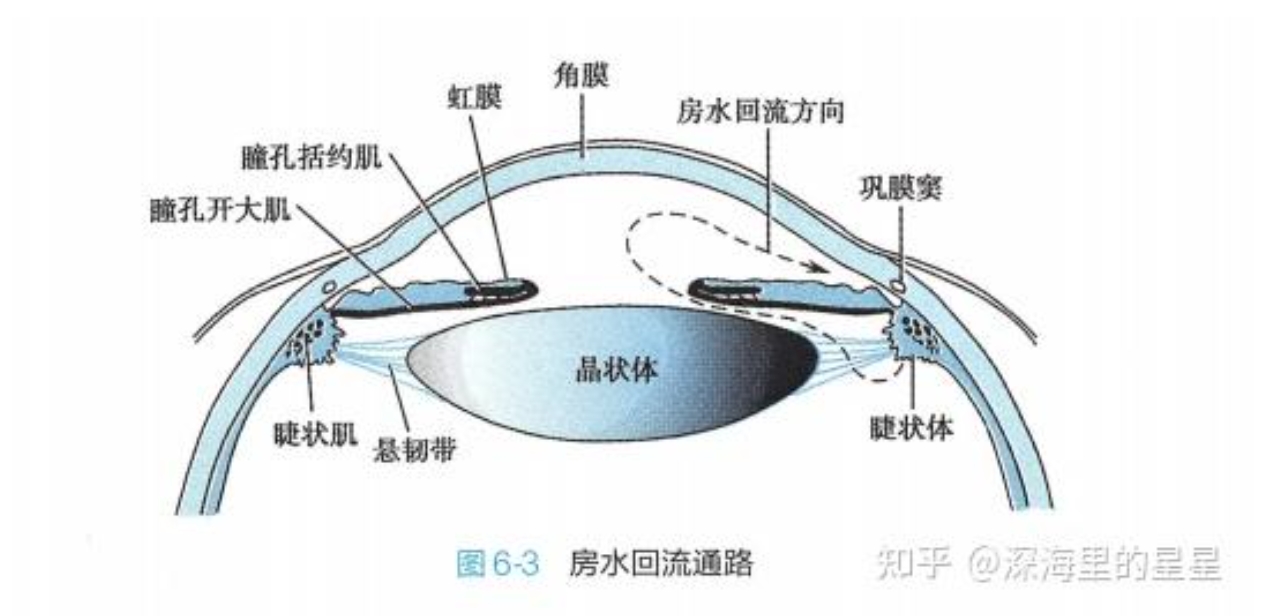 角膜
虹膜
房水回流方向
瞳孔括约肌
巩膜窦
瞳孔开大肌
晶状体
睫状肌
悬韧带
睫状体
图6-3 房水回流通路
知乎 @深海里的星星